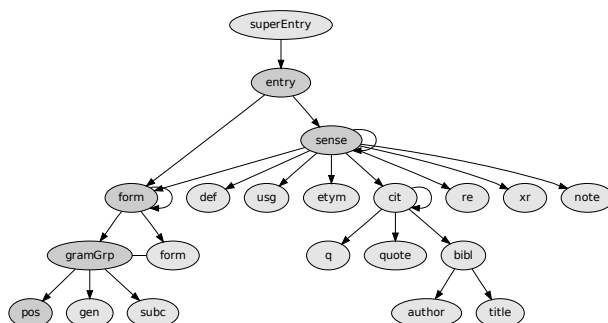 superEntry
entry
sense
form def usg etym cit re xr note
gramGrp form q quote bibl
pos gen subc author title